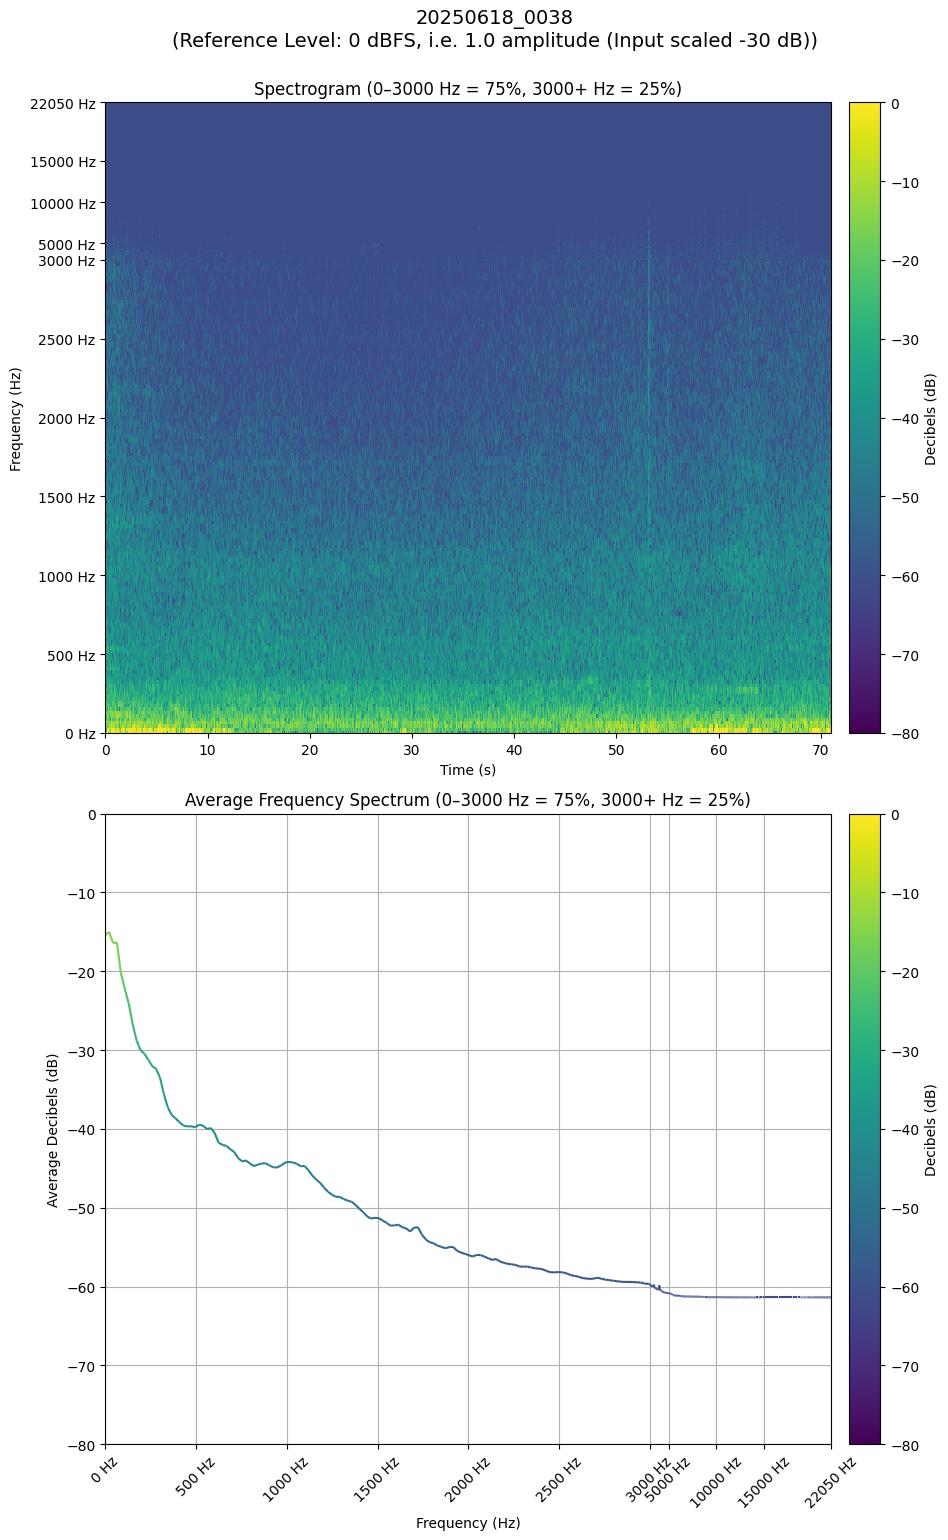 20250618_0038
(Reference Level: 0 dBFS, i.e. 1.0 amplitude (Input scaled -30 dB))
Spectrogram (0–3000 Hz = 75%, 3000+ Hz = 25%)
22050 Hz
15000 Hz
10000 Hz
5000 Hz
3000 Hz
2500 Hz
2000 Hz
1500 Hz
1000 Hz
500 Hz
0 Hz
Frequency (Hz)
0
10
20
30
40
50
60
70
Time (s)
0
−10
−20
−30
−40
−50
−60
−70
−80
Decibels (dB)
Average Frequency Spectrum (0–3000 Hz = 75%, 3000+ Hz = 25%)
0
−10
−20
−30
−40
−50
−60
−70
−80
Average Decibels (dB)
0 Hz
500 Hz
1000 Hz
1500 Hz
2000 Hz
2500 Hz
3000 Hz
5000 Hz
10000 Hz
15000 Hz
22050 Hz
Frequency (Hz)
0
−10
−20
−30
−40
−50
−60
−70
−80
Decibels (dB)